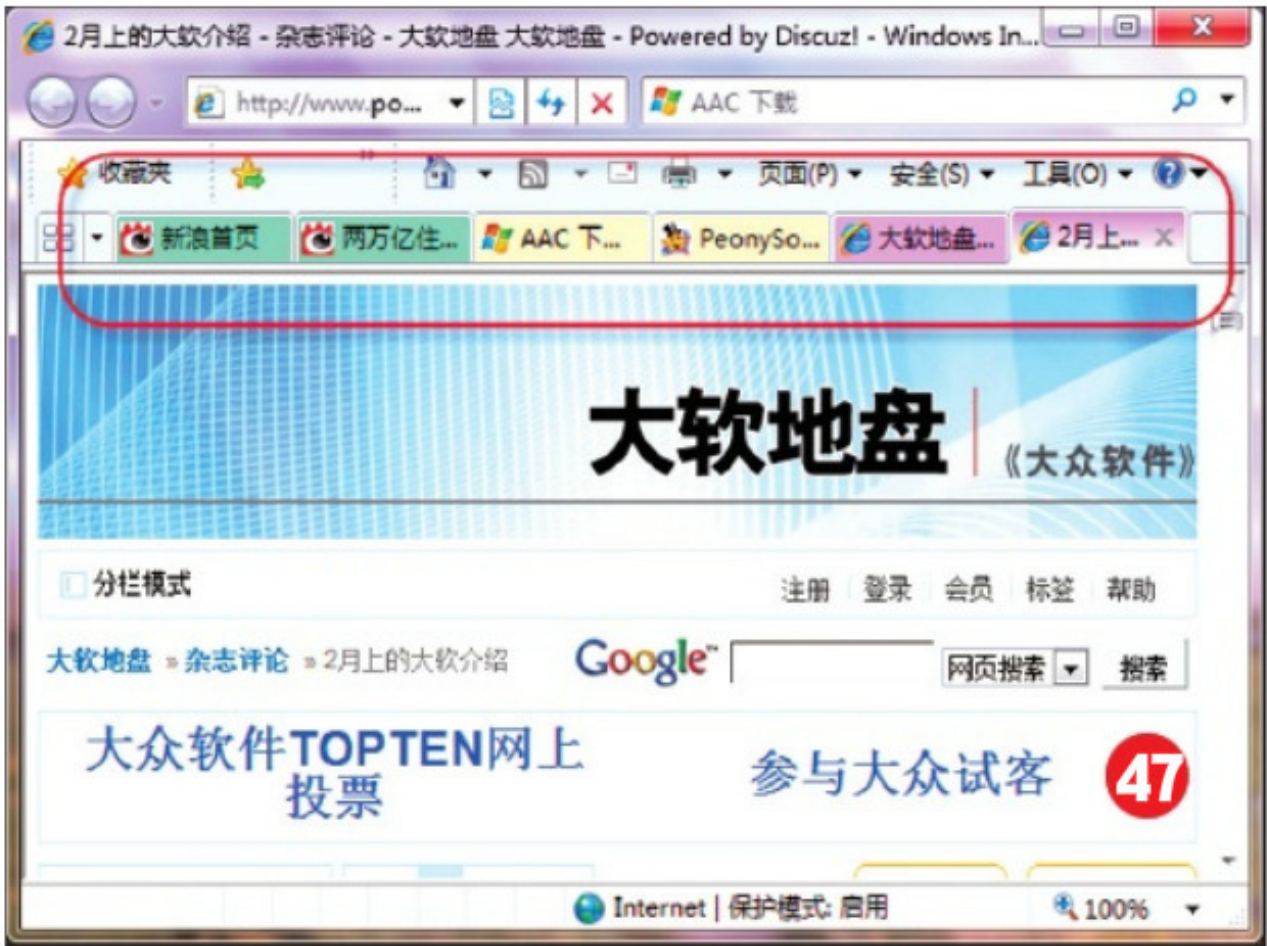 2月上的大软介绍 - 杂志评论 - 大软地盘 大软地盘 - Powered by Discuz! - Windows In...
http://www.po... AAC 下载
收藏夹 » 页面(P) 安全(S) 工具(O)
新浪首页 两万亿住... AAC 下... PeonySo... 大软地盘... 2月上...
大软地盘 《大众软件》
分栏模式 注册 登录 会员 标签 帮助
大软地盘 » 杂志评论 » 2月上的大软介绍 Google™ 网页搜索 搜索
大众软件TOPTEN网上
投票
参与大众试客 47
Internet | 保护模式: 启用 100%